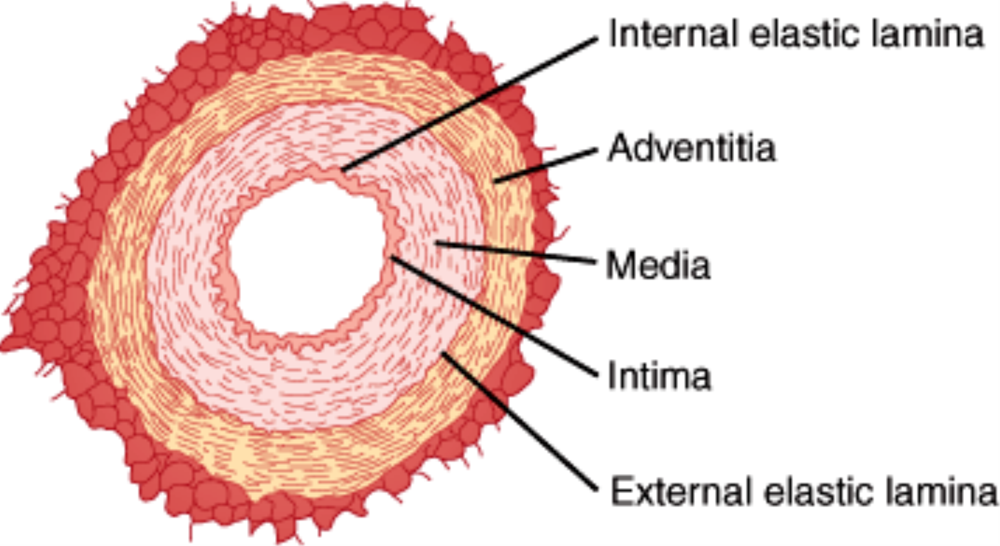 Internal elastic lamina
Adventitia
Media
Intima
External elastic lamina